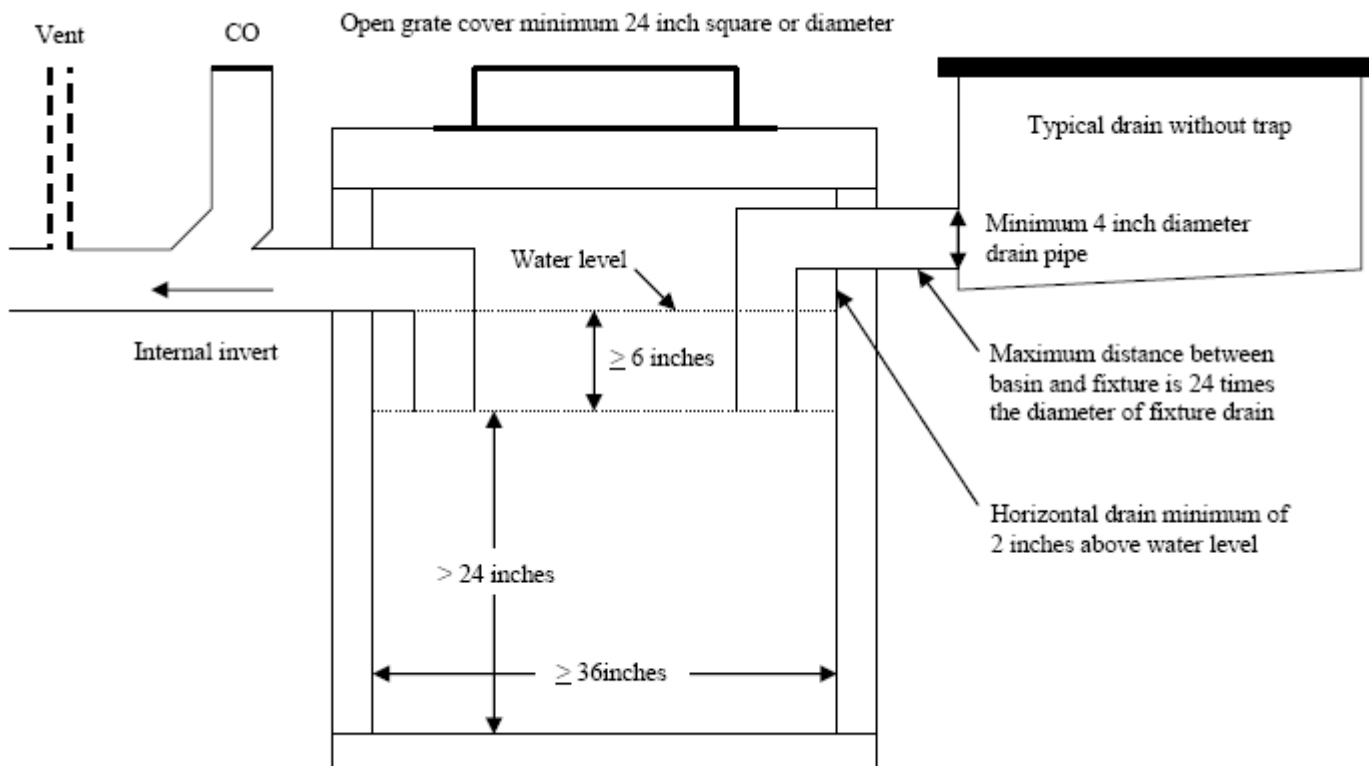 Vent
CO
Open grate cover minimum 24 inch square or diameter
Typical drain without trap
Minimum 4 inch diameter
drain pipe
Water level
Internal invert
≥ 6 inches
Maximum distance between
basin and fixture is 24 times
the diameter of fixture drain
Horizontal drain minimum of
2 inches above water level
> 24 inches
≥ 36inches